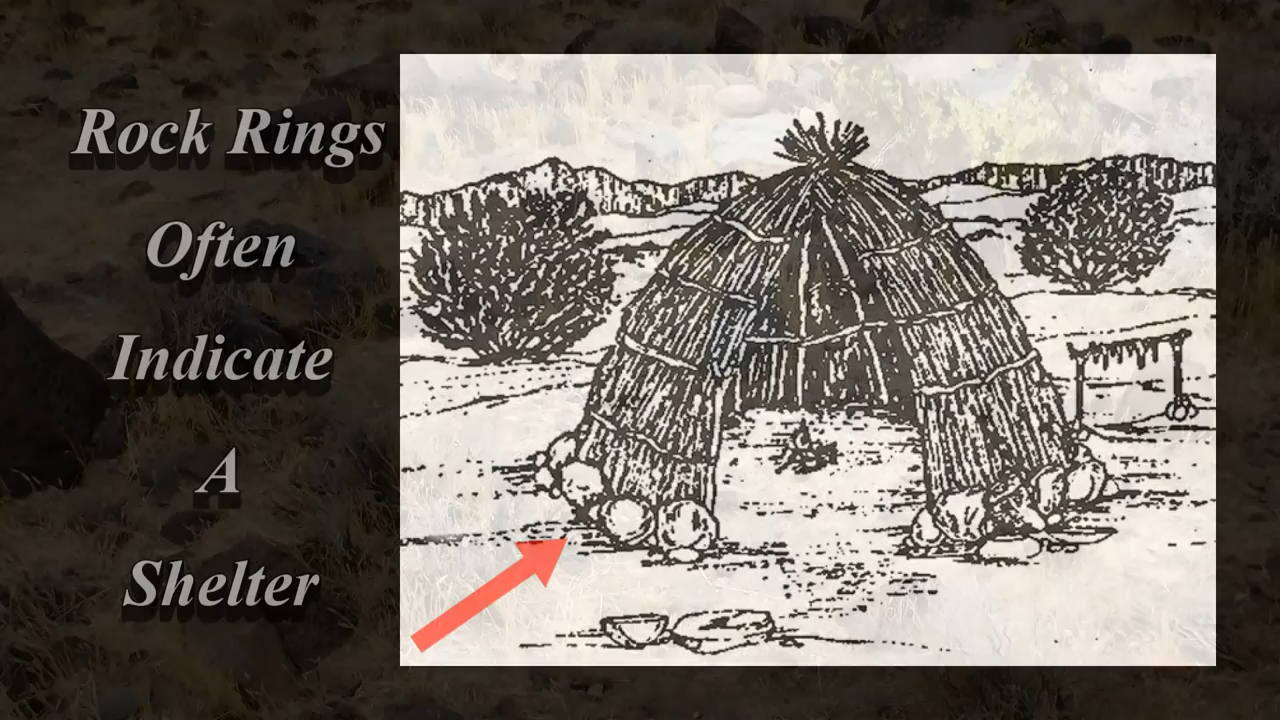 Rock Rings
Often
Indicate
A
Shelter